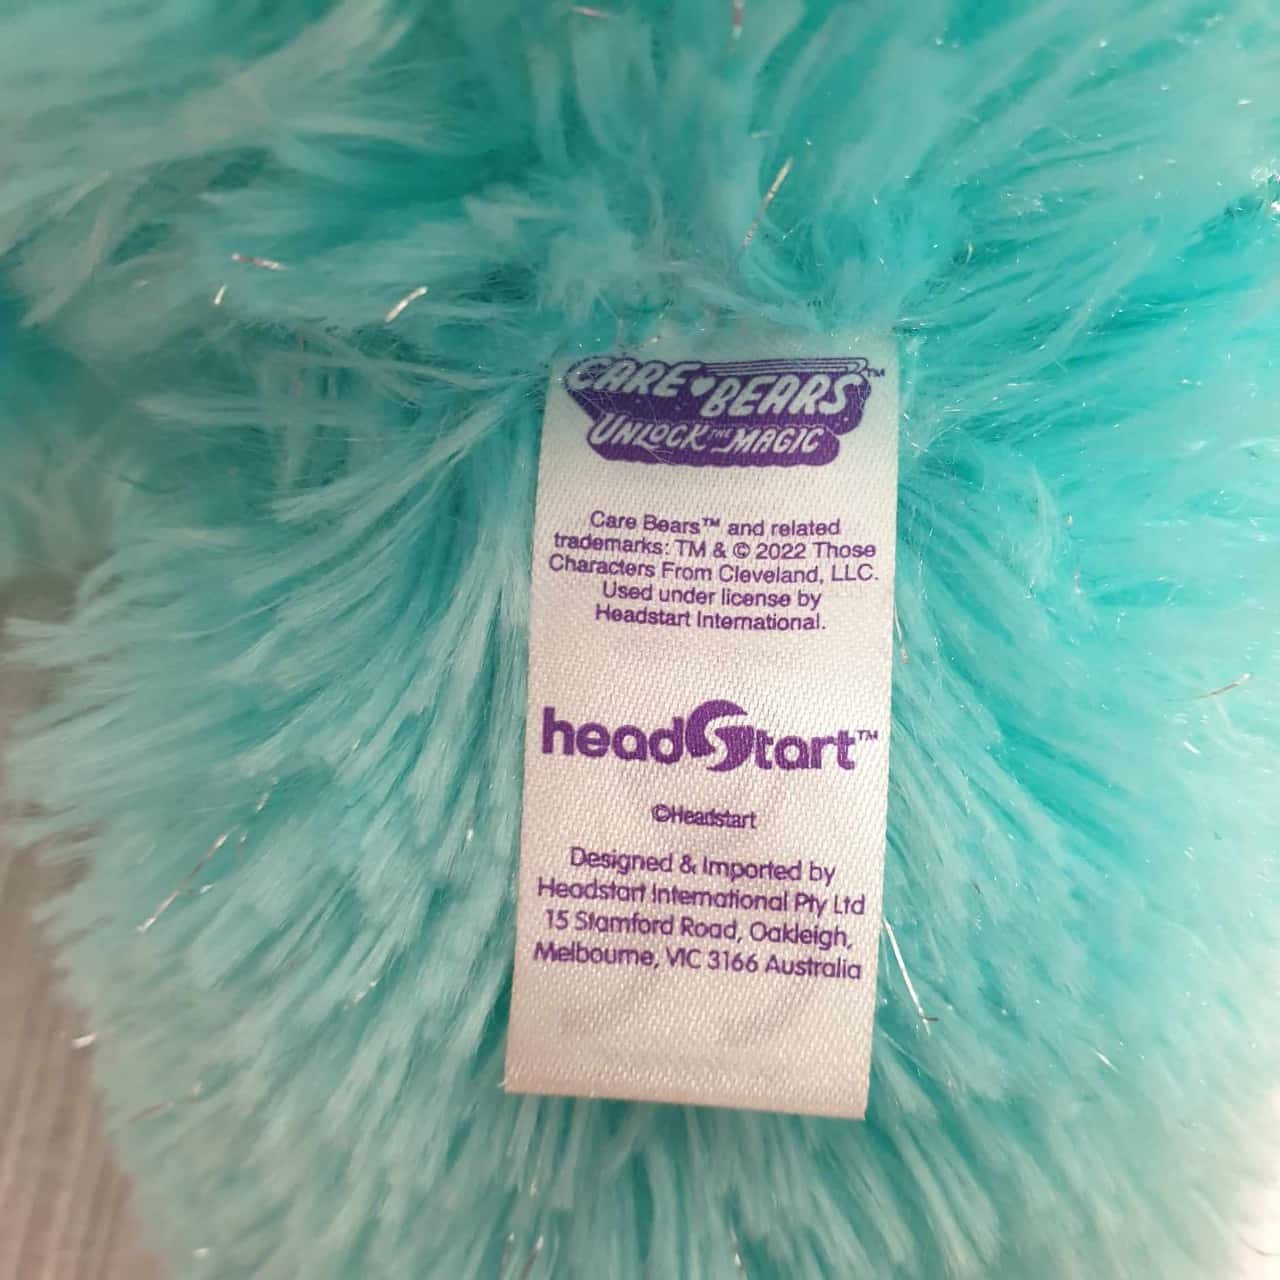 CARE BEARS™
UNLOCK THE MAGIC
Care Bears™ and related
trademarks: TM & © 2022 Those
Characters From Cleveland, LLC.
Used under license by
Headstart International.
headstart™
©Headstart
Designed & Imported by
Headstart International Pty Ltd
15 Stamford Road, Oakleigh,
Melbourne, VIC 3166 Australia